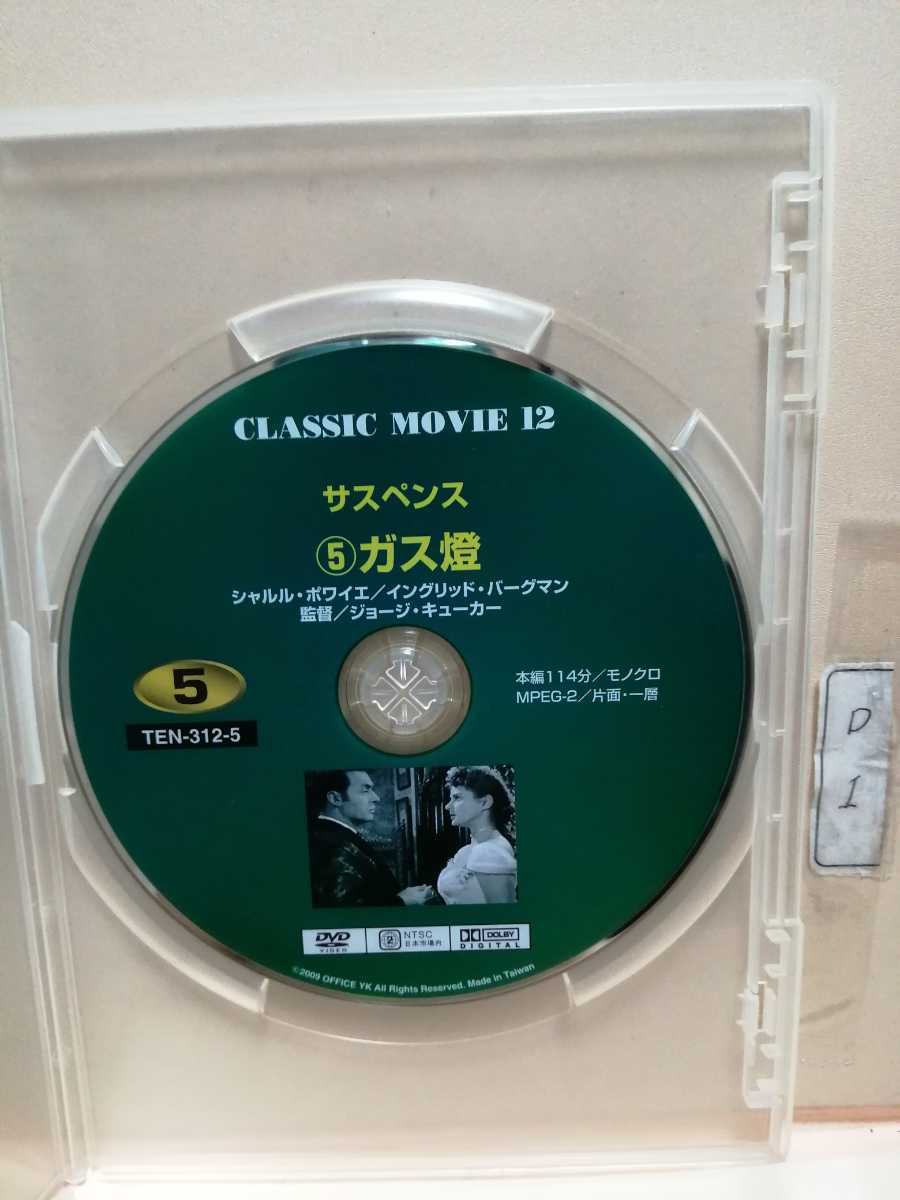 CLASSIC MOVIE 12
サスペンス
⑤ガス燈
シャルル・ボワイエ／イングリッド・バーグマン
監督／ジョージ・キューカー
5
TEN-312-5
本編114分／モノクロ
MPEG-2／片面・一層
DVD
VIDEO
2
NTSC
日本市場内
DOLBY
DIGITAL
©2009 OFFICE YK All Rights Reserved. Made in Taiwan
D
1